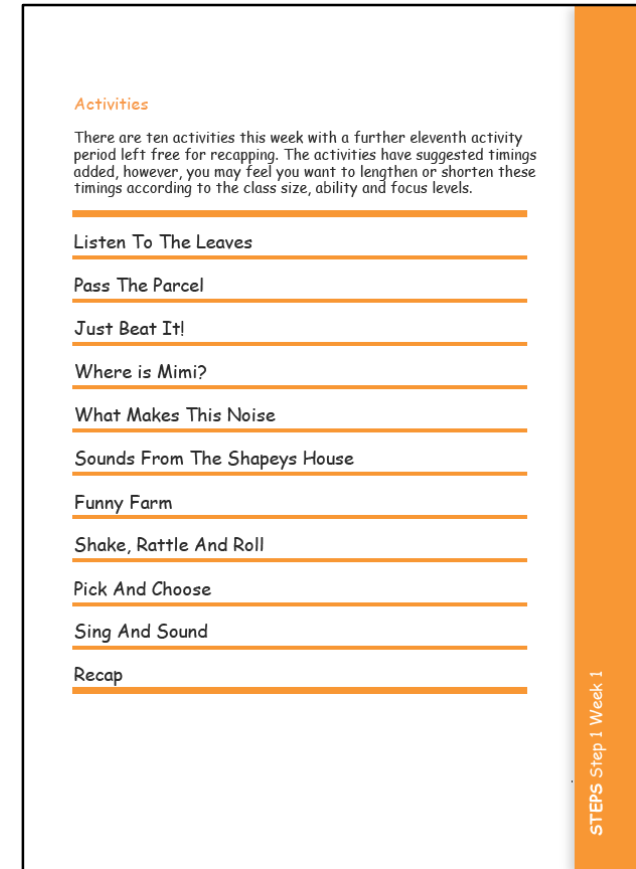 Activities
There are ten activities this week with a further eleventh activity
period left free for recapping. The activities have suggested timings
added, however, you may feel you want to lengthen or shorten these
timings according to the class size, ability and focus levels.
Listen To The Leaves
Pass The Parcel
Just Beat It!
Where is Mimi?
What Makes This Noise
Sounds From The Shapeys House
Funny Farm
Shake, Rattle And Roll
Pick And Choose
Sing And Sound
Recap
STEPS Step 1 Week 1